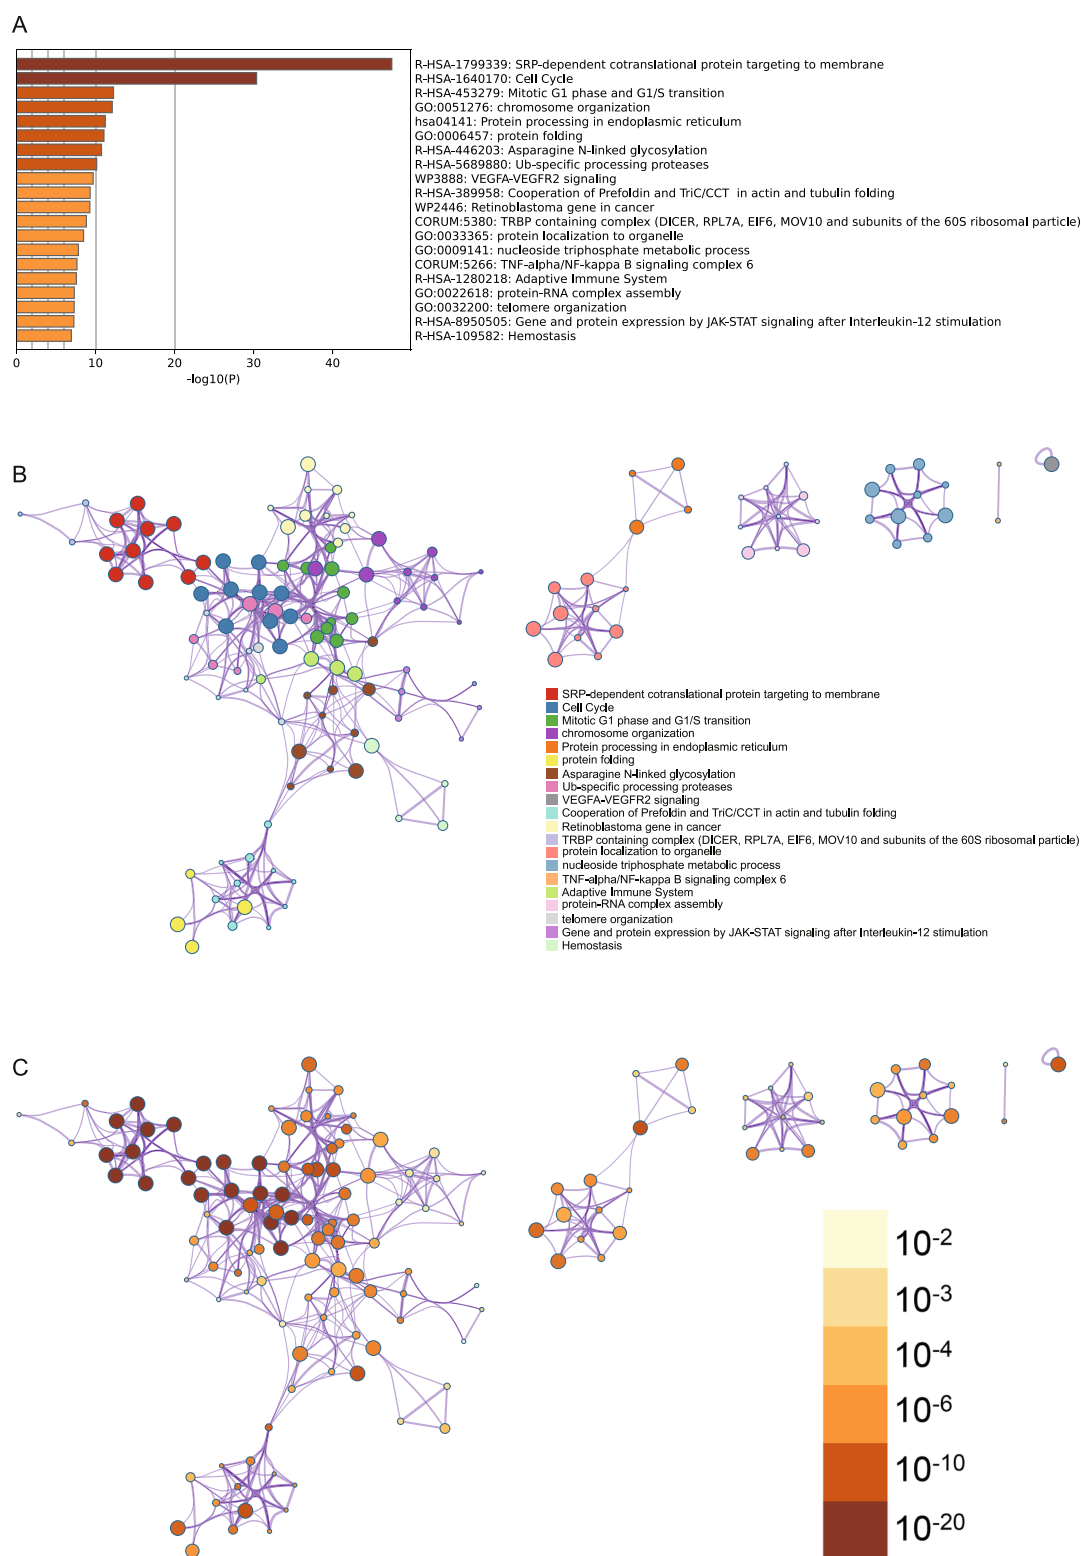 A
R-HSA-1799339: SRP-dependent cotranslational protein targeting to membrane
R-HSA-1640170: Cell Cycle
R-HSA-453279: Mitotic G1 phase and G1/S transition
GO:0051276: chromosome organization
hsa04141: Protein processing in endoplasmic reticulum
GO:0006457: protein folding
R-HSA-446203: Asparagine N-linked glycosylation
R-HSA-5689880: Ub-specific processing proteases
WP3888: VEGFA-VEGFR2 signaling
R-HSA-389958: Cooperation of Prefoldin and TriC/CCT in actin and tubulin folding
WP2446: Retinoblastoma gene in cancer
CORUM:5380: TRBP containing complex (DICER, RPL7A, EIF6, MOV10 and subunits of the 60S ribosomal particle)
GO:0033365: protein localization to organelle
GO:0009141: nucleoside triphosphate metabolic process
CORUM:5266: TNF-alpha/NF-kappa B signaling complex 6
R-HSA-1280218: Adaptive Immune System
GO:0022618: protein-RNA complex assembly
GO:0032200: telomere organization
R-HSA-8950505: Gene and protein expression by JAK-STAT signaling after Interleukin-12 stimulation
R-HSA-109582: Hemostasis
0 10 20 30 40
-log10(P)
B
SRP-dependent cotranslational protein targeting to membrane
Cell Cycle
Mitotic G1 phase and G1/S transition
chromosome organization
Protein processing in endoplasmic reticulum
protein folding
Asparagine N-linked glycosylation
Ub-specific processing proteases
VEGFA-VEGFR2 signaling
Cooperation of Prefoldin and TriC/CCT in actin and tubulin folding
Retinoblastoma gene in cancer
TRBP containing complex (DICER, RPL7A, EIF6, MOV10 and subunits of the 60S ribosomal particle)
protein localization to organelle
nucleoside triphosphate metabolic process
TNF-alpha/NF-kappa B signaling complex 6
Adaptive Immune System
protein-RNA complex assembly
telomere organization
Gene and protein expression by JAK-STAT signaling after Interleukin-12 stimulation
Hemostasis
C
10-2
10-3
10-4
10-6
10-10
10-20